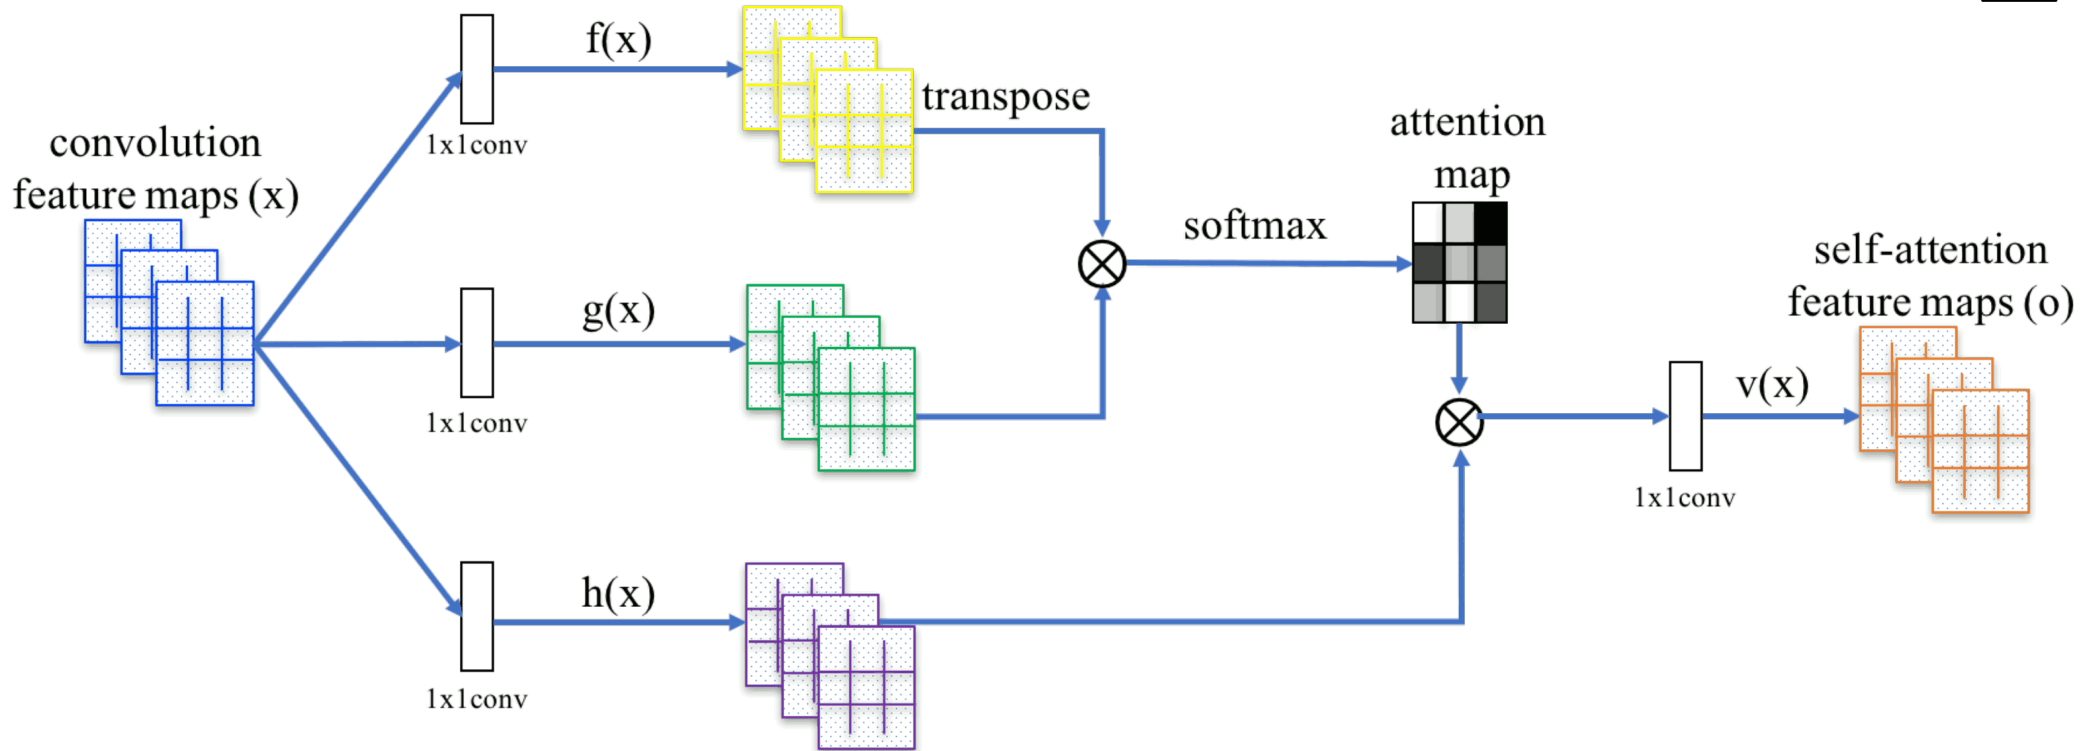 convolution
feature maps (x)
1x1conv
f(x)
transpose
1x1conv
g(x)
1x1conv
h(x)
softmax
attention
map
1x1conv
v(x)
self-attention
feature maps (o)